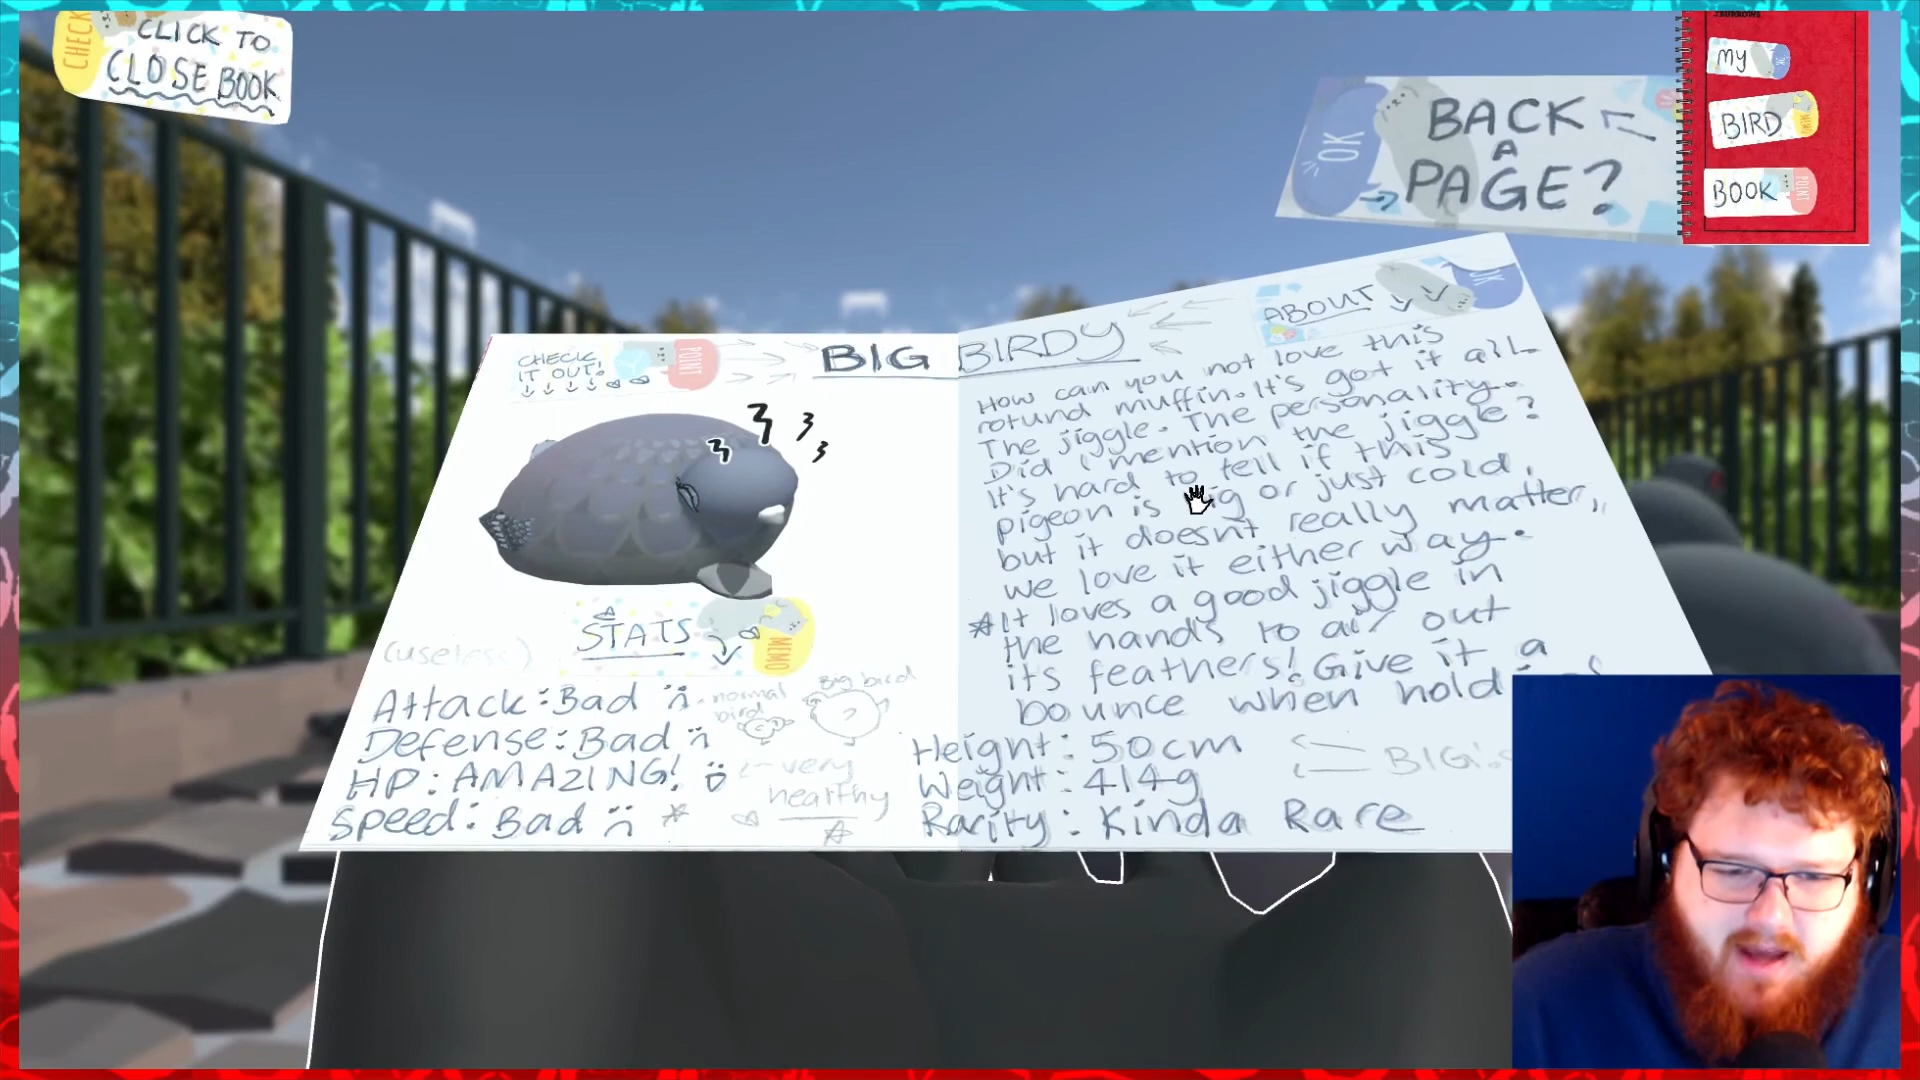 CHECK
CLICK TO
CLOSE BOOK
OK
BACK
A
PAGE?
BURROWS
MY
OK
BIRD
MEMO
BOOK
POINT
CHECK
IT OUT!
POINT
BIG BIRDY
ABOUT
OK
How can you not love this
rotund muffin. It's got it all-
The jiggle. The personality.
Did i mention the jiggle?
It's hard to tell if this
pigeon is big or just cold,
but it doesn't really matter,
we love it either way.
It loves a good jiggle in
the hands to air out
its feathers! Give it a
bounce when
(useless)
STATS
MEMO
Attack: Bad
normal
bird
Big bird
?
Defense: Bad
HP: AMAZING!
very
healthy
Speed: Bad
Height: 50cm
BIG!
Weight: 414g
Rarity: Kinda Rare